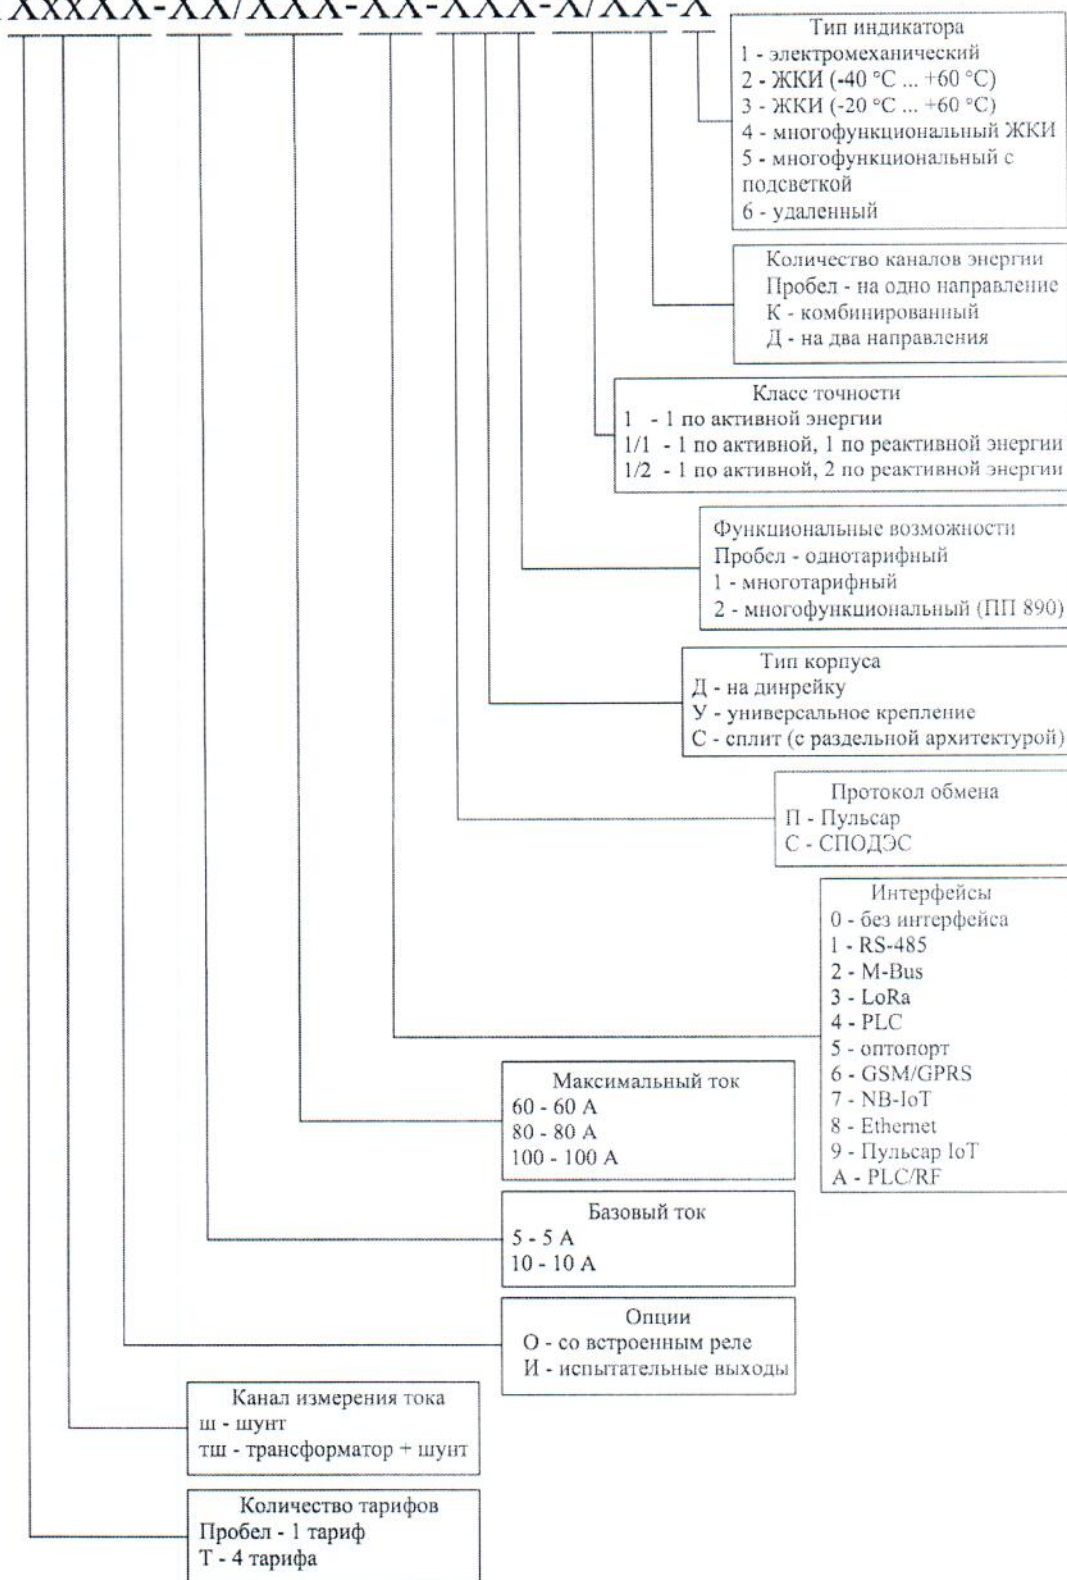 XxxXX-XX/XXX-XX-XXX-X/XX-X
Тип индикатора
1 - электромеханический
2 - ЖКИ (-40 °C ... +60 °C)
3 - ЖКИ (-20 °C ... +60 °C)
4 - многофункциональный ЖКИ
5 - многофункциональный с
подсветкой
6 - удаленный
Количество каналов энергии
Пробел - на одно направление
К - комбинированный
Д - на два направления
Класс точности
1 - 1 по активной энергии
1/1 - 1 по активной, 1 по реактивной энергии
1/2 - 1 по активной, 2 по реактивной энергии
Функциональные возможности
Пробел - однотарифный
1 - многотарифный
2 - многофункциональный (ПП 890)
Тип корпуса
Д - на динрейку
У - универсальное крепление
С - сплит (с раздельной архитектурой)
Протокол обмена
П - Пульсар
С - СПОДЭС
Интерфейсы
0 - без интерфейса
1 - RS-485
2 - M-Bus
3 - LoRa
4 - PLC
5 - оптопорт
6 - GSM/GPRS
7 - NB-IoT
8 - Ethernet
9 - Пульсар IoT
A - PLC/RF
Максимальный ток
60 - 60 А
80 - 80 А
100 - 100 А
Базовый ток
5 - 5 А
10 - 10 А
Опции
О - со встроенным реле
И - испытательные выходы
Канал измерения тока
ш - шунт
тш - трансформатор + шунт
Количество тарифов
Пробел - 1 тариф
Т - 4 тарифа